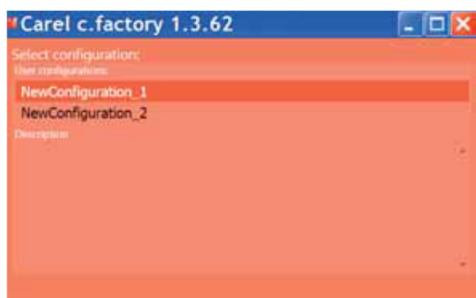 Carel c.factory 1.3.62
Select configuration:
User configurations:
NewConfiguration_1
NewConfiguration_2
Description